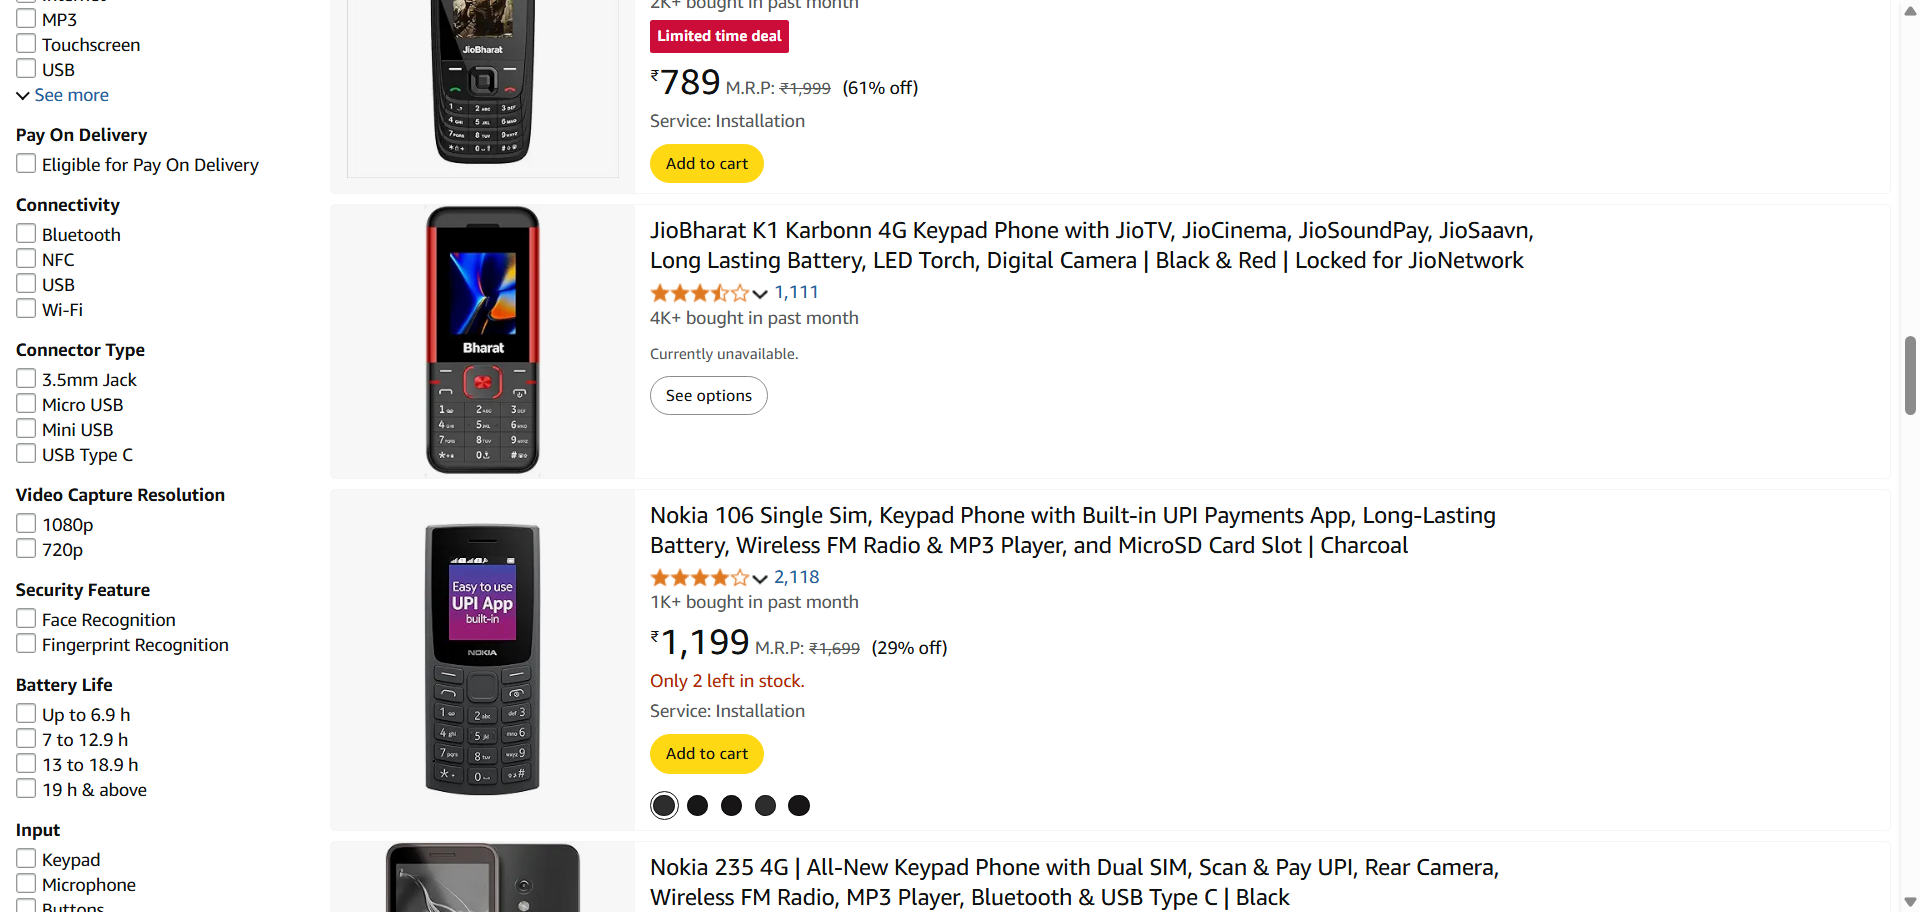 MP3
Touchscreen
USB
See more
Pay On Delivery
Eligible for Pay On Delivery
Connectivity
Bluetooth
NFC
USB
Wi-Fi
Connector Type
3.5mm Jack
Micro USB
Mini USB
USB Type C
Video Capture Resolution
1080p
720p
Security Feature
Face Recognition
Fingerprint Recognition
Battery Life
Up to 6.9 h
7 to 12.9 h
13 to 18.9 h
19 h & above
Input
Keypad
Microphone
Buttons
JioBharat
2K+ bought in past month
Limited time deal
₹789 M.R.P: ₹1,999 (61% off)
Service: Installation
Add to cart
Bharat
JioBharat K1 Karbonn 4G Keypad Phone with JioTV, JioCinema, JioSoundPay, JioSaavn,
Long Lasting Battery, LED Torch, Digital Camera | Black & Red | Locked for JioNetwork
1,111
4K+ bought in past month
Currently unavailable.
See options
Easy to use
UPI App
built-in
NOKIA
Nokia 106 Single Sim, Keypad Phone with Built-in UPI Payments App, Long-Lasting
Battery, Wireless FM Radio & MP3 Player, and MicroSD Card Slot | Charcoal
2,118
1K+ bought in past month
₹1,199 M.R.P: ₹1,699 (29% off)
Only 2 left in stock.
Service: Installation
Add to cart
Nokia 235 4G | All-New Keypad Phone with Dual SIM, Scan & Pay UPI, Rear Camera,
Wireless FM Radio, MP3 Player, Bluetooth & USB Type C | Black